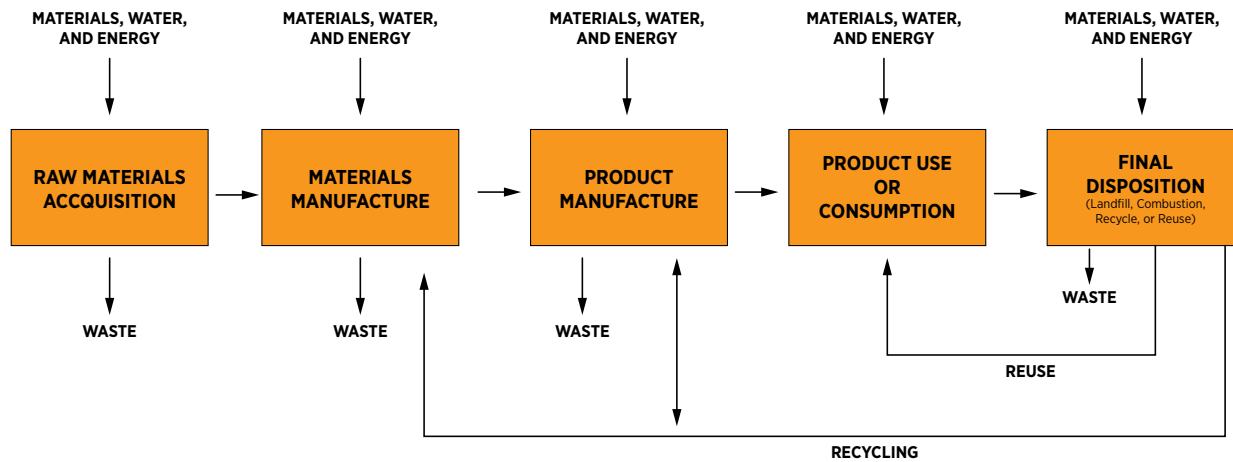 MATERIALS, WATER,
AND ENERGY
MATERIALS, WATER,
AND ENERGY
MATERIALS, WATER,
AND ENERGY
MATERIALS, WATER,
AND ENERGY
MATERIALS, WATER,
AND ENERGY
RAW MATERIALS
ACCQUISITION
MATERIALS
MANUFACTURE
PRODUCT
MANUFACTURE
PRODUCT USE
OR
CONSUMPTION
FINAL
DISPOSITION
(Landfill, Combustion,
Recycle, or Reuse)
WASTE
WASTE
WASTE
WASTE
REUSE
RECYCLING